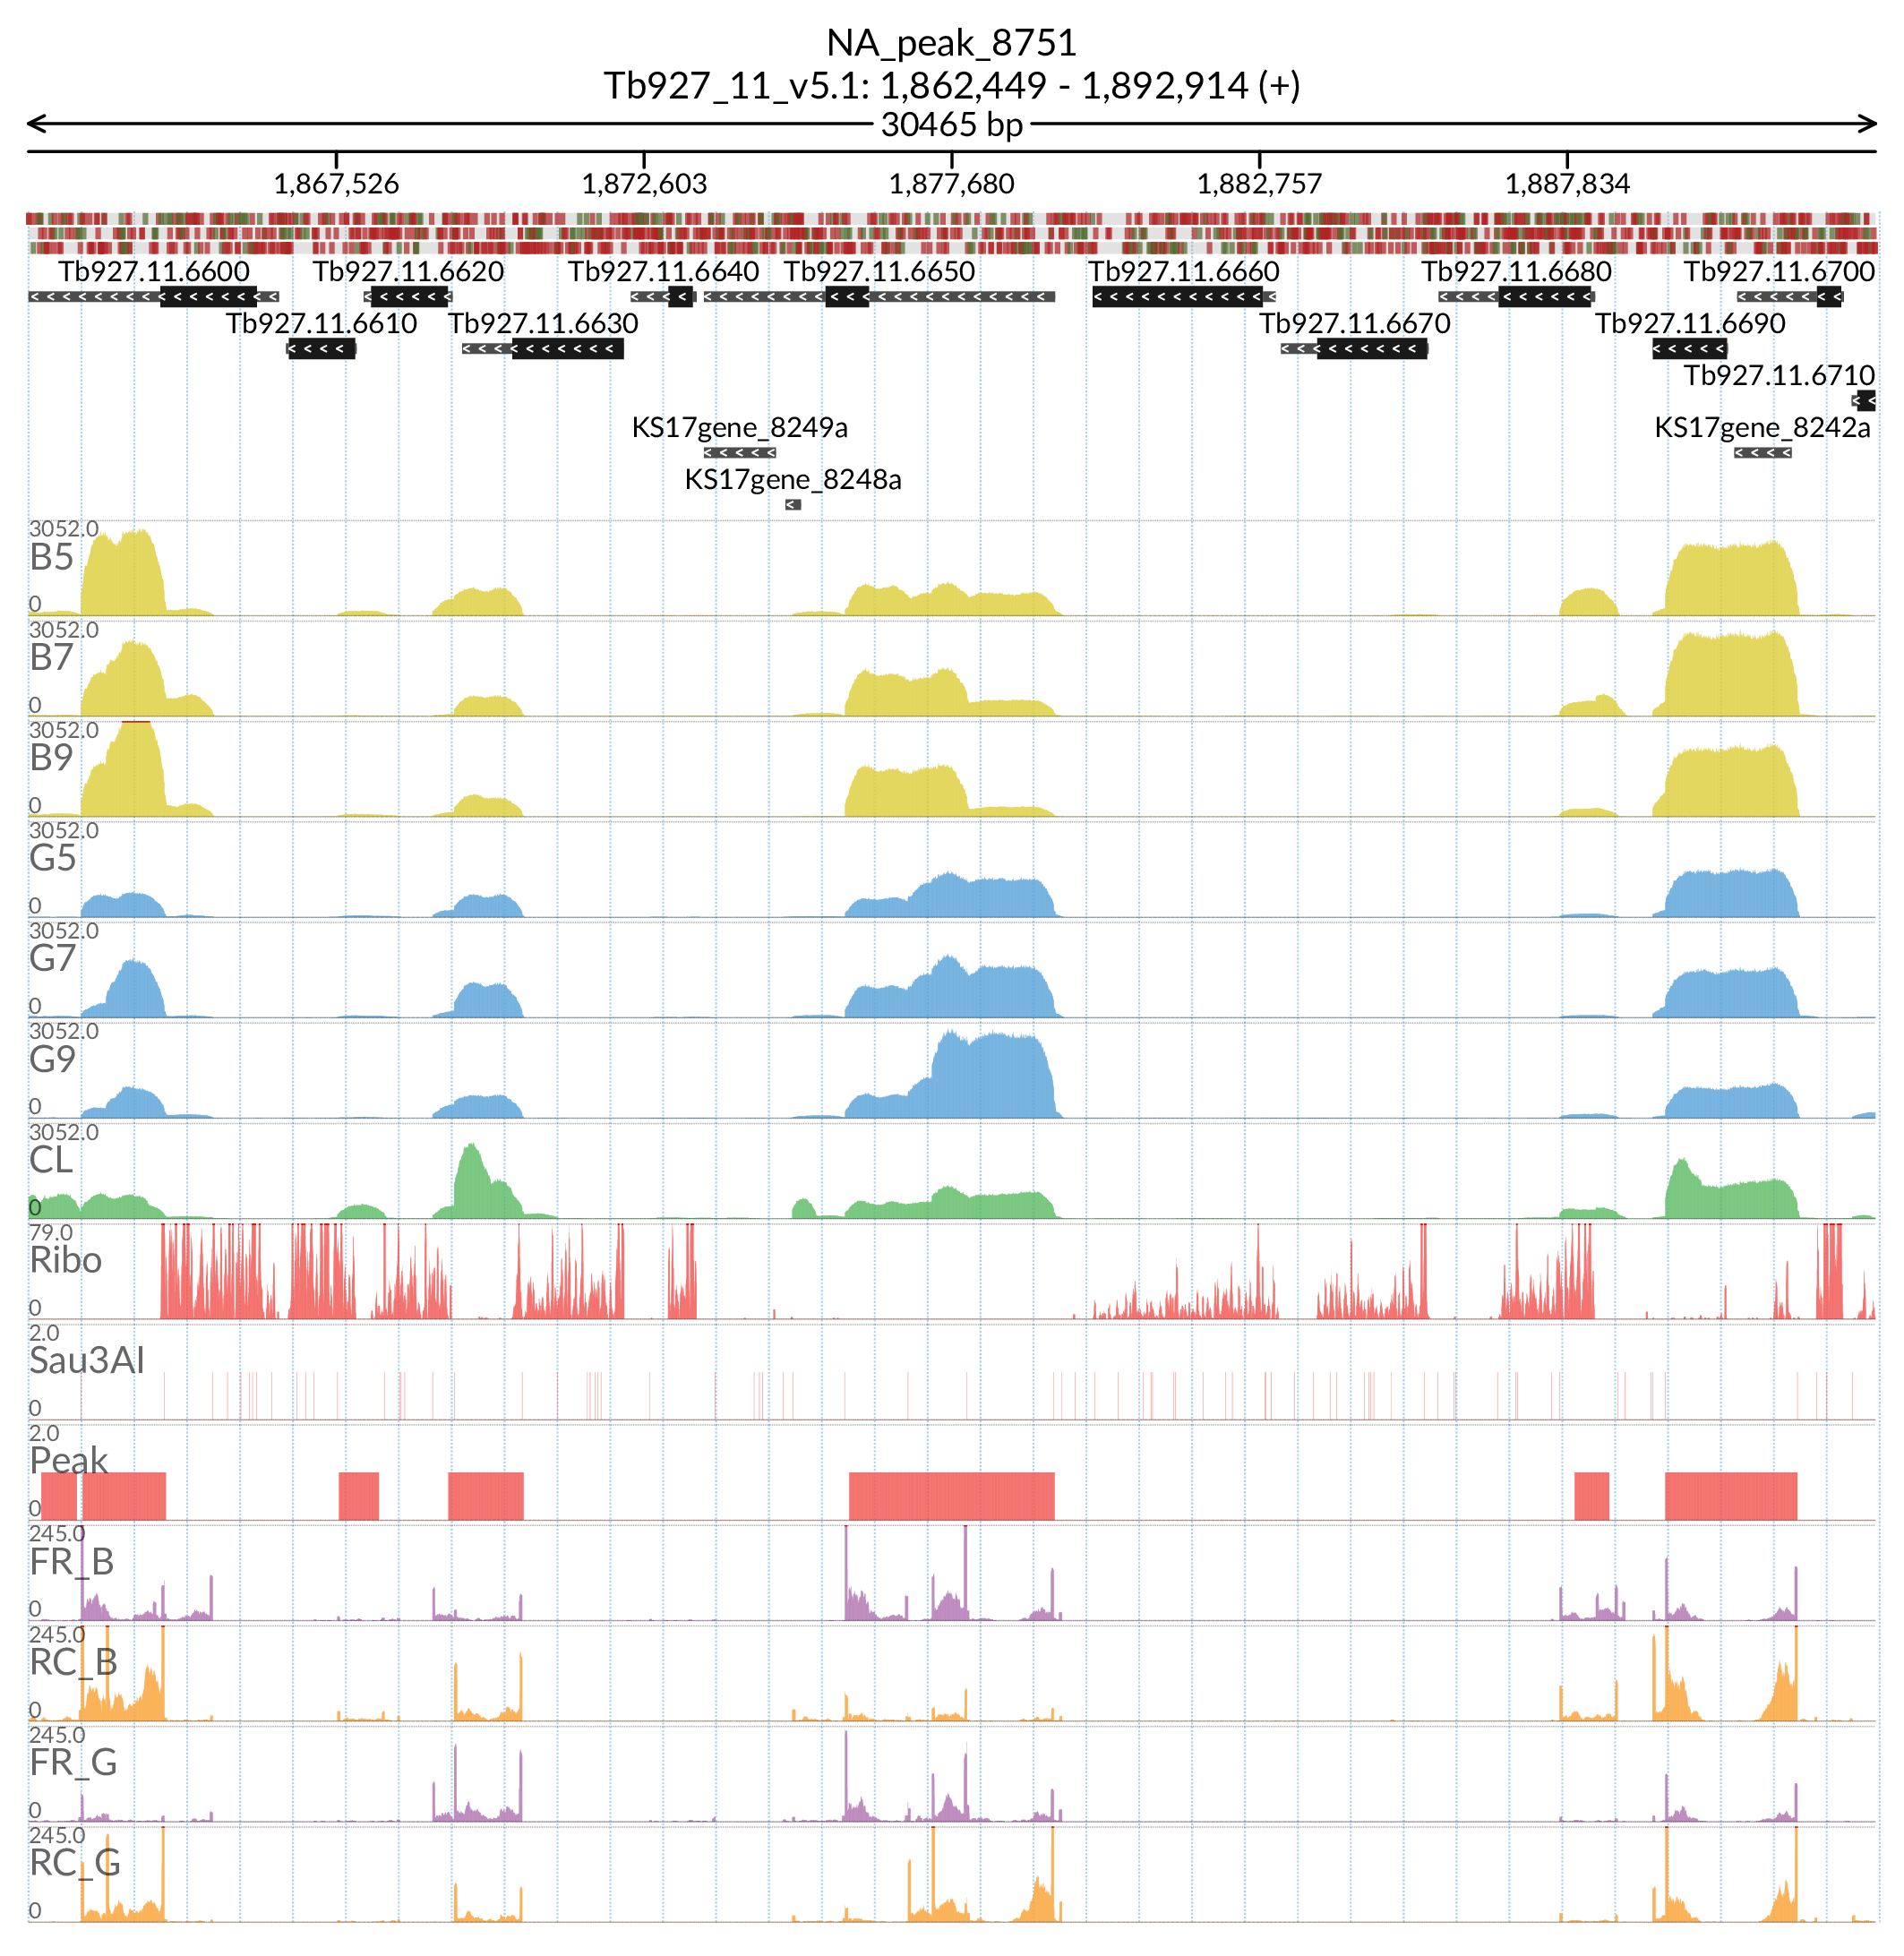 NA_peak_8751
Tb927_11_v5.1: 1,862,449 - 1,892,914 (+)
30465 bp
1,867,526 1,872,603 1,877,680 1,882,757 1,887,834
Tb927.11.6600 Tb927.11.6620 Tb927.11.6640 Tb927.11.6650 Tb927.11.6660 Tb927.11.6680 Tb927.11.6700
Tb927.11.6610 Tb927.11.6630 Tb927.11.6670 Tb927.11.6690
Tb927.11.6710
KS17gene_8249a KS17gene_8242a
KS17gene_8248a
3052.0
B5
0
3052.0
B7
0
3052.0
B9
0
3052.0
G5
0
3052.0
G7
0
3052.0
G9
0
3052.0
CL
0
79.0
Ribo
0
2.0
Sau3AI
0
2.0
Peak
0
245.0
FR_B
0
245.0
RC_B
0
245.0
FR_G
0
245.0
RC_G
0